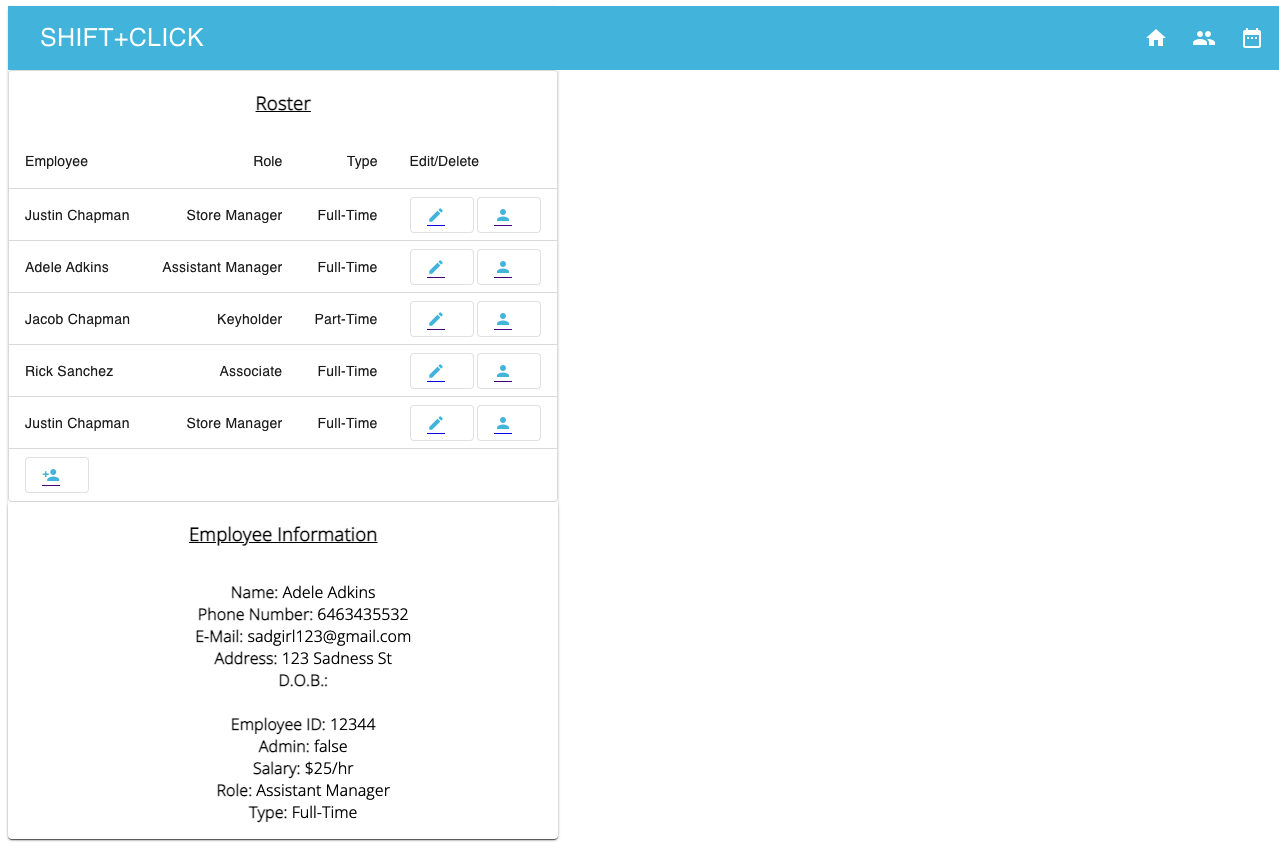 SHIFT+CLICK
Roster
Employee Role Type Edit/Delete
Justin Chapman Store Manager Full-Time
Adele Adkins Assistant Manager Full-Time
Jacob Chapman Keyholder Part-Time
Rick Sanchez Associate Full-Time
Justin Chapman Store Manager Full-Time
Employee Information
Name: Adele Adkins
Phone Number: 6463435532
E-Mail: sadgirl123@gmail.com
Address: 123 Sadness St
D.O.B.:
Employee ID: 12344
Admin: false
Salary: $25/hr
Role: Assistant Manager
Type: Full-Time